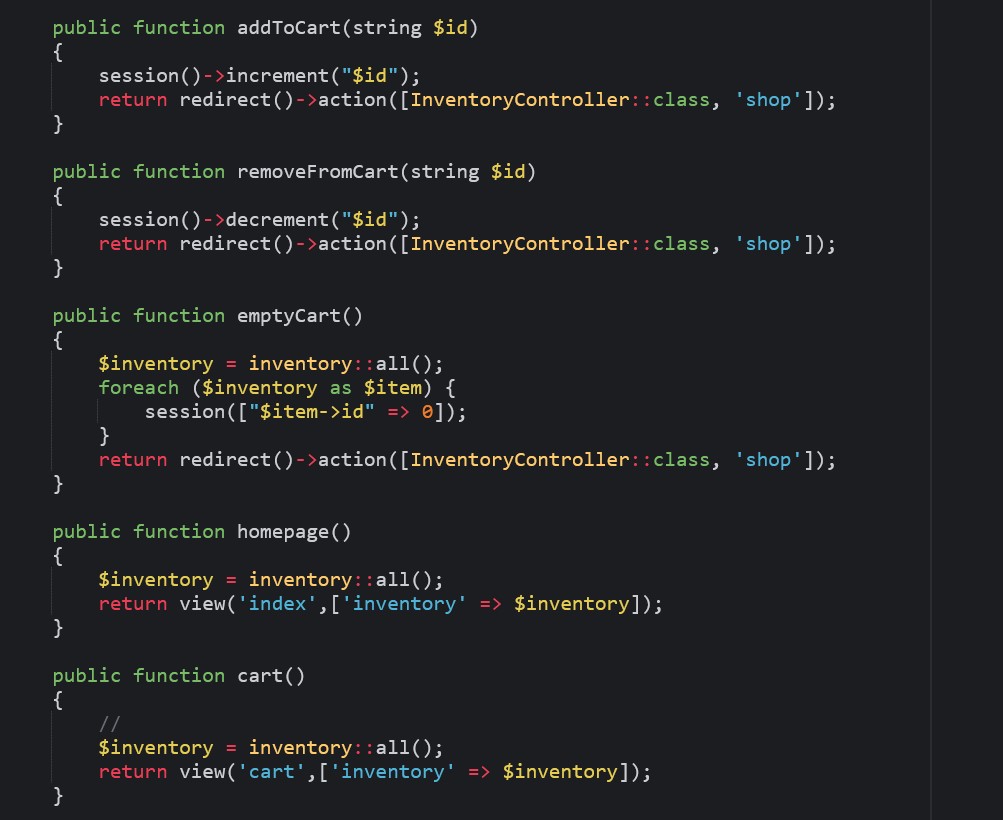 public function addToCart(string $id)
{
    session()->increment("$id");
    return redirect()->action([InventoryController::class, 'shop']);
}

public function removeFromCart(string $id)
{
    session()->decrement("$id");
    return redirect()->action([InventoryController::class, 'shop']);
}

public function emptyCart()
{
    $inventory = inventory::all();
    foreach ($inventory as $item) {
        session(["$item->id" => 0]);
    }
    return redirect()->action([InventoryController::class, 'shop']);
}

public function homepage()
{
    $inventory = inventory::all();
    return view('index',['inventory' => $inventory]);
}

public function cart()
{
    //
    $inventory = inventory::all();
    return view('cart',['inventory' => $inventory]);
}